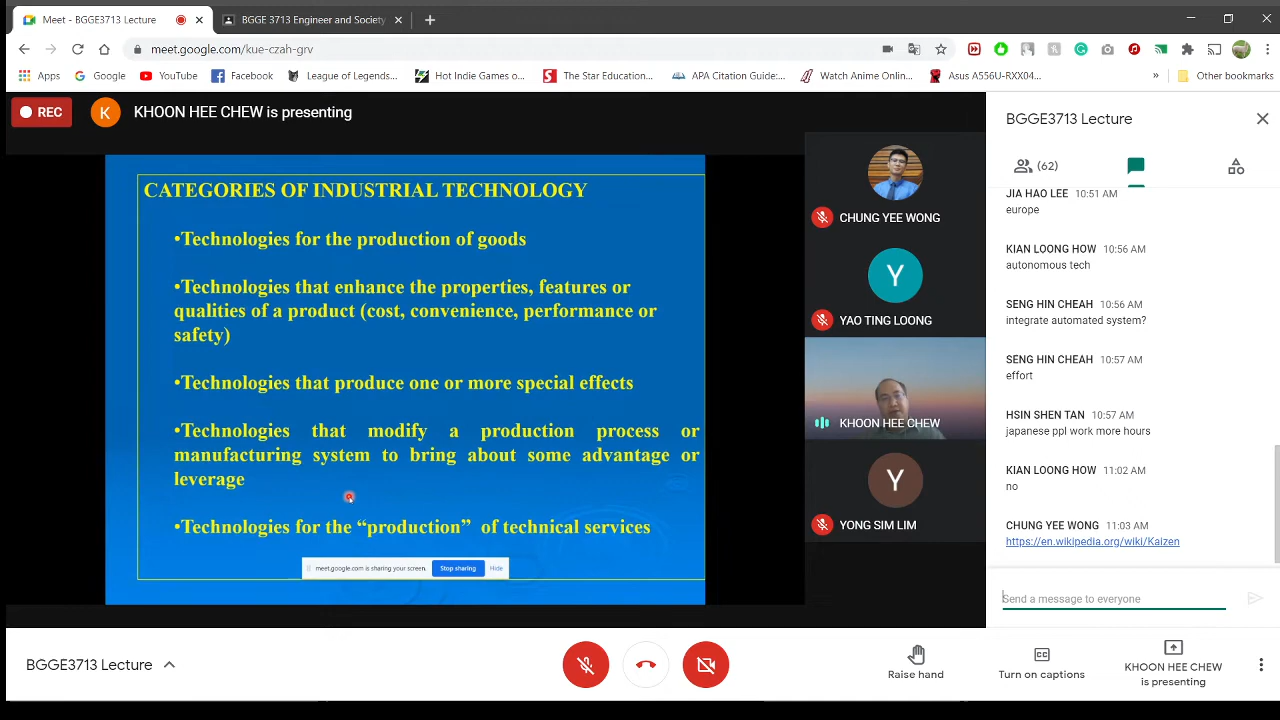 Meet - BGGE3713 Lecture
BGGE 3713 Engineer and Society
meet.google.com/kue-czah-grv
Apps
Google
YouTube
Facebook
League of Legends...
Hot Indie Games o...
The Star Education...
APA Citation Guide:...
Watch Anime Onlin...
Asus A556U-RXX04...
»
Other bookmarks
REC
K
KHOON HEE CHEW is presenting
CATEGORIES OF INDUSTRIAL TECHNOLOGY
•Technologies for the production of goods
•Technologies that enhance the properties, features or
qualities of a product (cost, convenience, performance or
safety)
•Technologies that produce one or more special effects
•Technologies that modify a production process or
manufacturing system to bring about some advantage or
leverage
•Technologies for the “production” of technical services
meet.google.com is sharing your screen.
Stop sharing
Hide
CHUNG YEE WONG
Y
YAO TING LOONG
KHOON HEE CHEW
Y
YONG SIM LIM
BGGE3713 Lecture
(62)
JIA HAO LEE 10:51 AM
europe
KIAN LOONG HOW 10:56 AM
autonomous tech
SENG HIN CHEAH 10:56 AM
integrate automated system?
SENG HIN CHEAH 10:57 AM
effort
HSIN SHEN TAN 10:57 AM
japanese ppl work more hours
KIAN LOONG HOW 11:02 AM
no
CHUNG YEE WONG 11:03 AM
https://en.wikipedia.org/wiki/Kaizen
Send a message to everyone
BGGE3713 Lecture
Raise hand
CC
Turn on captions
KHOON HEE CHEW
is presenting